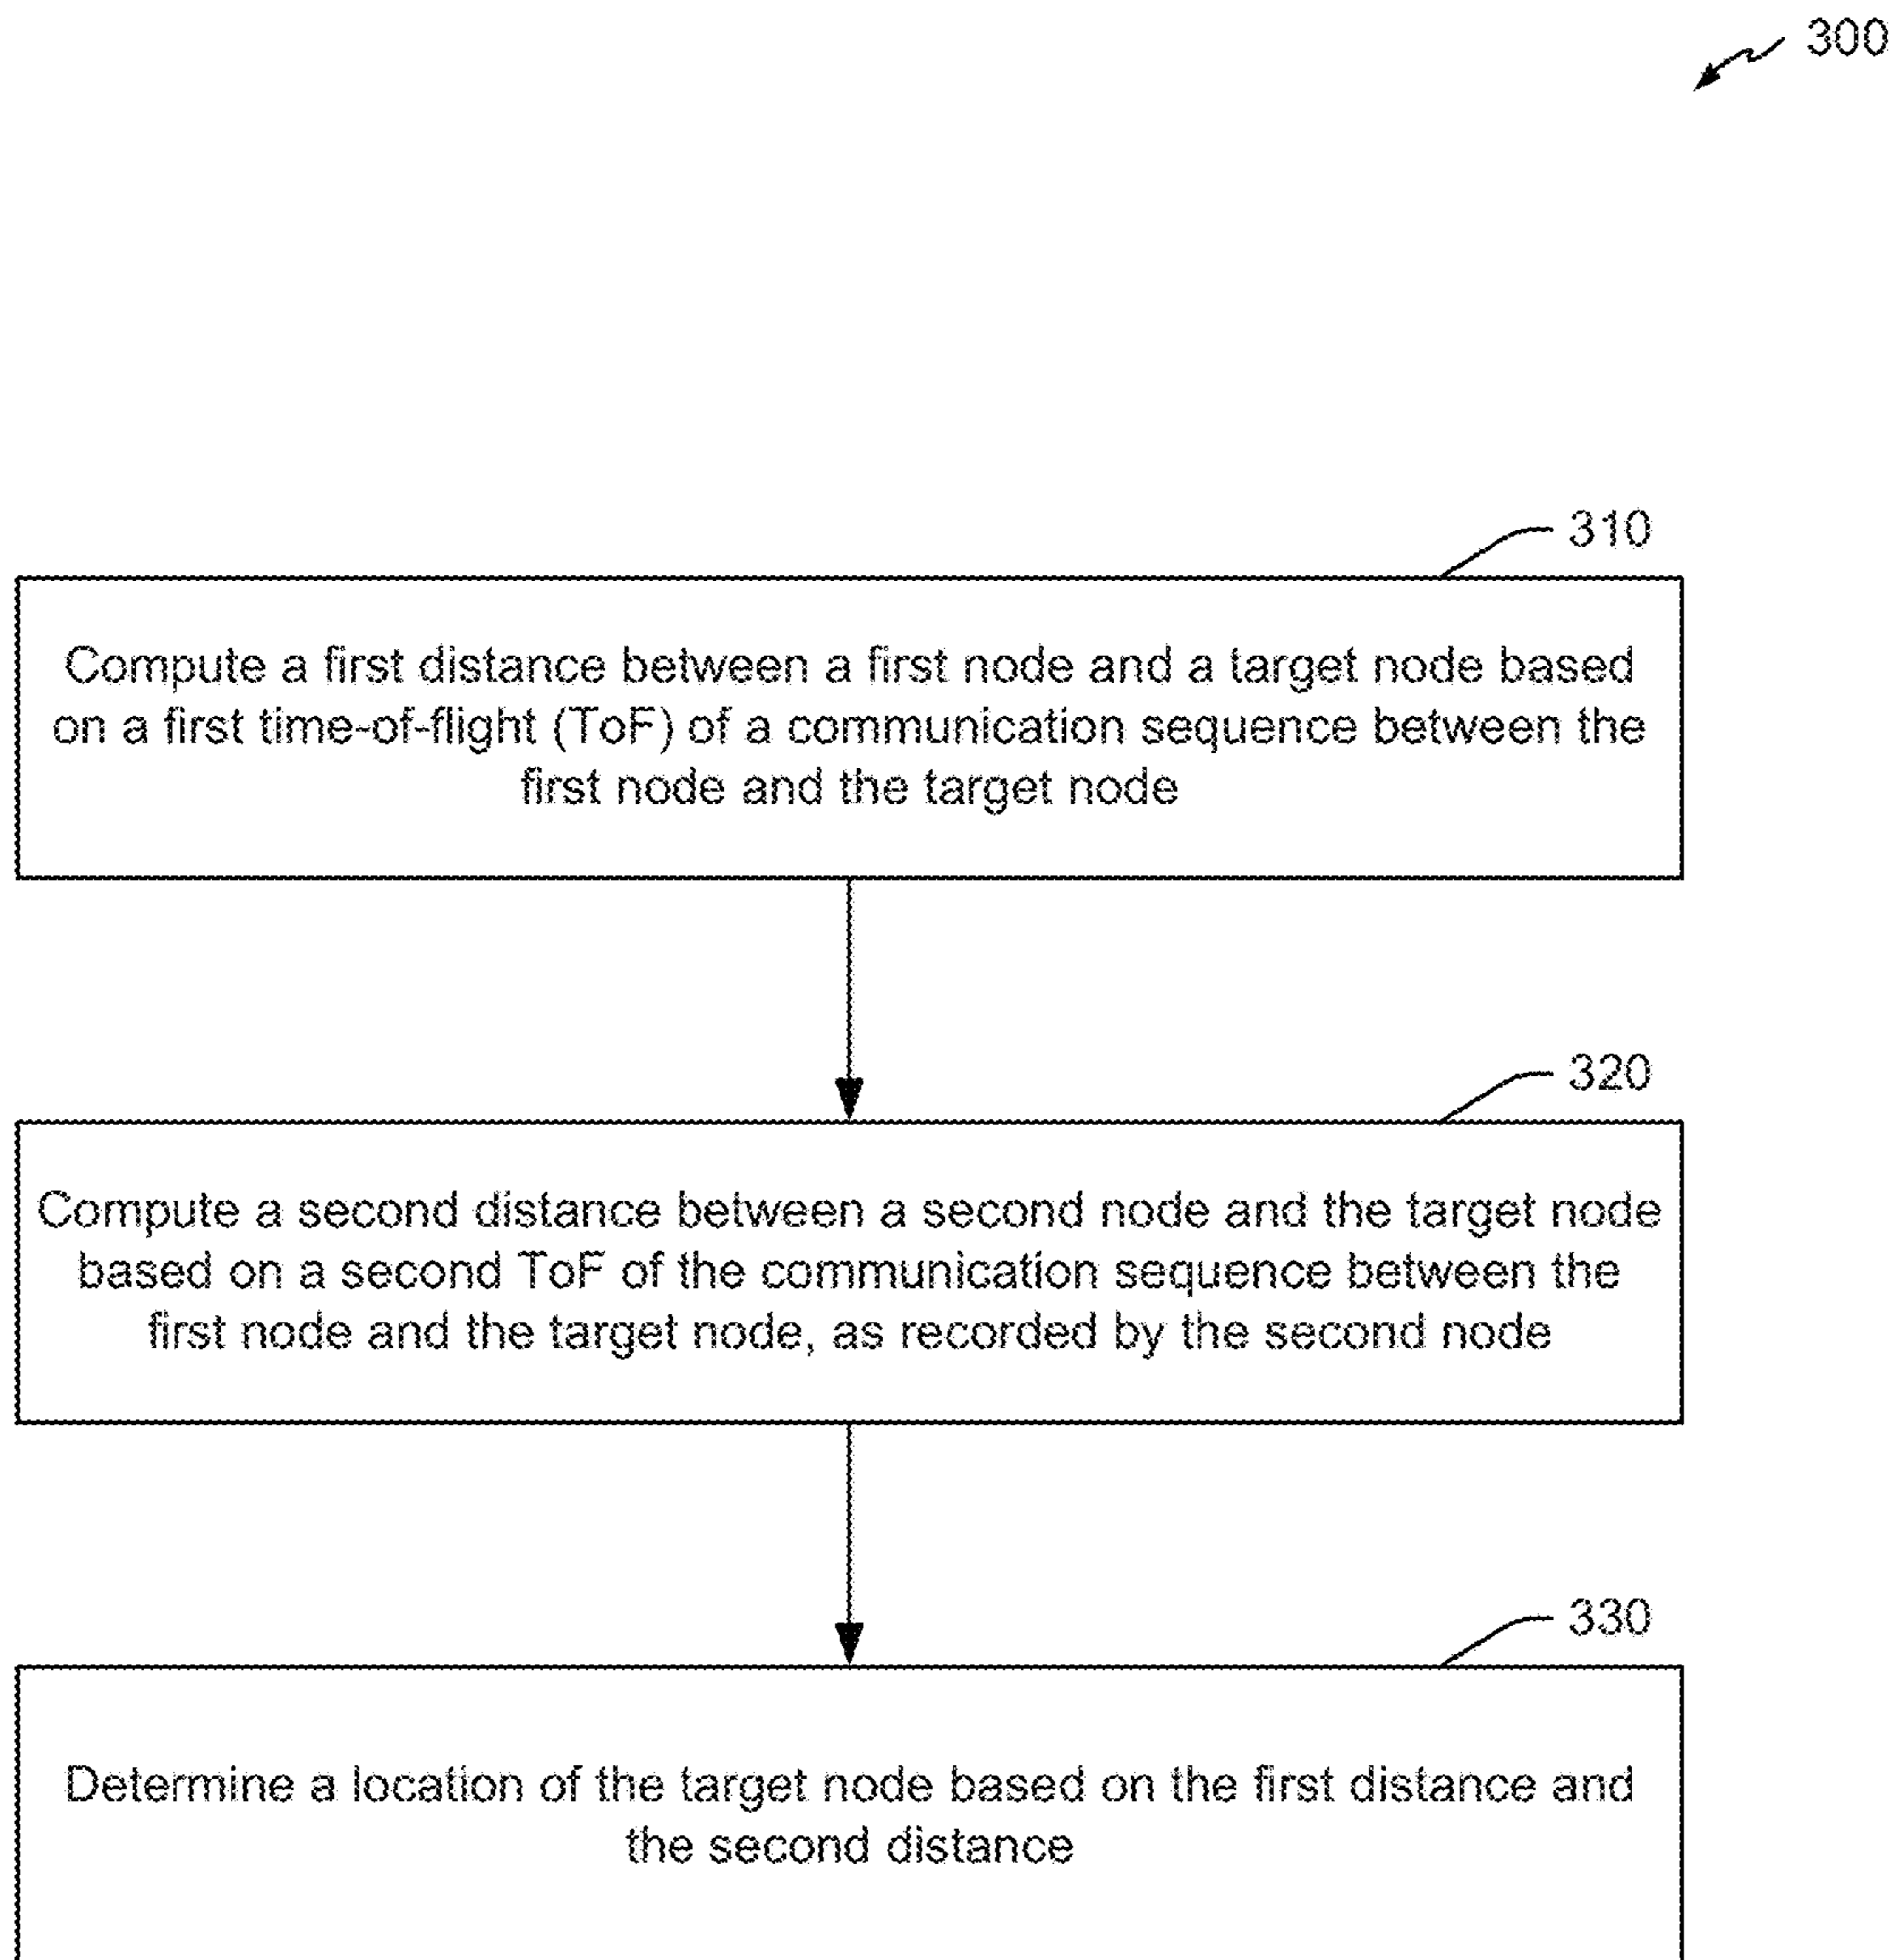 300
310
Compute a first distance between a first node and a target node based
on a first time-of-flight (ToF) of a communication sequence between the
first node and the target node
320
Compute a second distance between a second node and the target node
based on a second ToF of the communication sequence between the
first node and the target node, as recorded by the second node
330
Determine a location of the target node based on the first distance and
the second distance